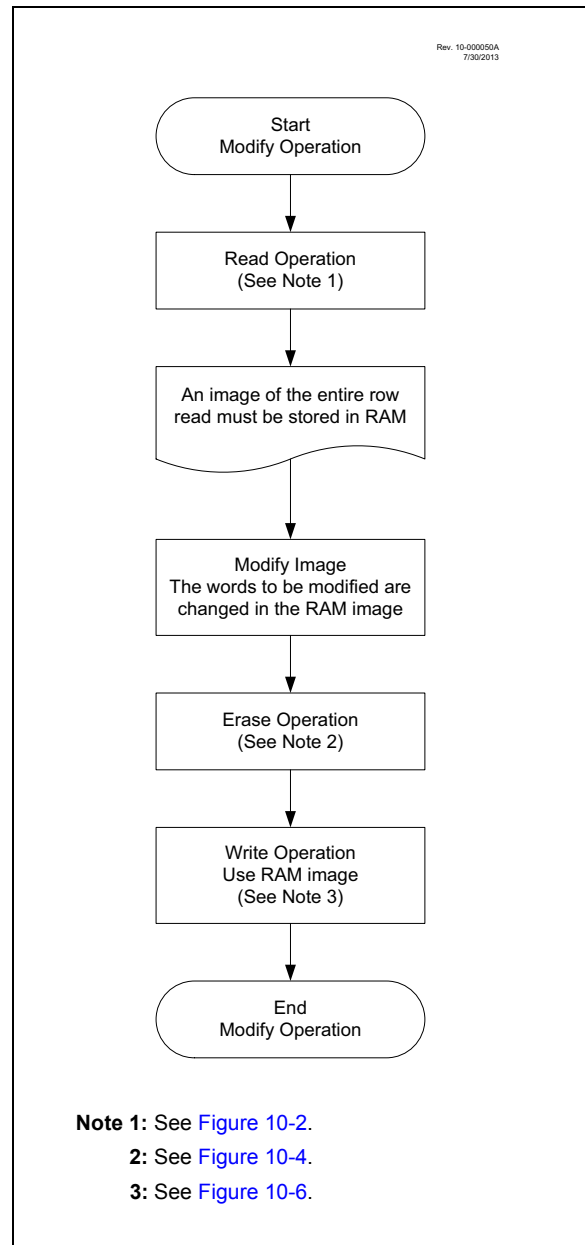 Rev. 10-000050A
7/30/2013
Start
Modify Operation
Read Operation
(See Note 1)
An image of the entire row
read must be stored in RAM
Modify Image
The words to be modified are
changed in the RAM image
Erase Operation
(See Note 2)
Write Operation
Use RAM image
(See Note 3)
End
Modify Operation
Note 1: See Figure 10-2.
2: See Figure 10-4.
3: See Figure 10-6.